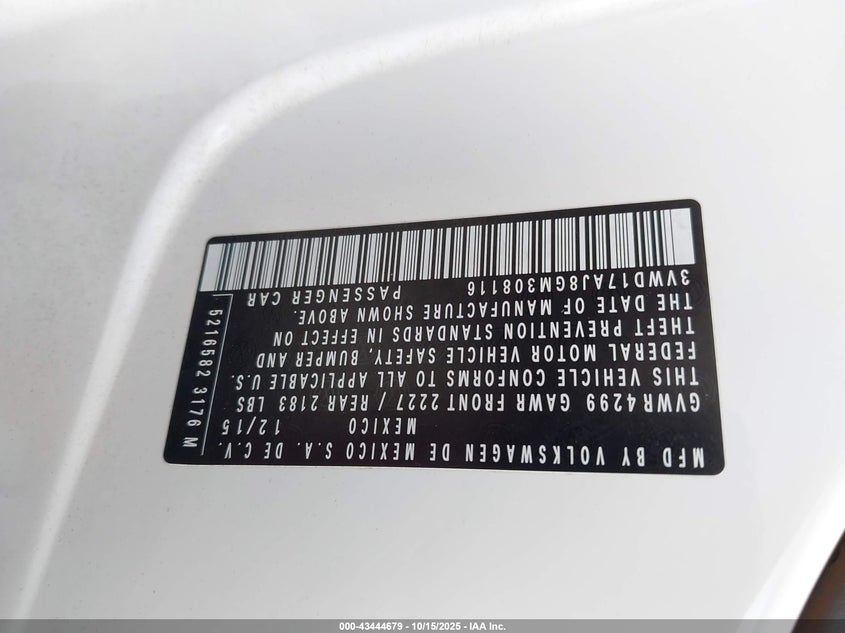 MFD BY VOLKSWAGEN DE MEXICO S.A. DE C.V.
MEXICO 12/15
GVWR4299 GAWR FRONT 2227 / REAR 2183 LBS
THIS VEHICLE CONFORMS TO ALL APPLICABLE U.S.
FEDERAL MOTOR VEHICLE SAFETY, BUMPER AND
THEFT PREVENTION STANDARDS IN EFFECT ON
THE DATE OF MANUFACTURE SHOWN ABOVE.
3VWD17AJ8GM308116 PASSENGER CAR
5216582 3176 M
000-43444679 - 10/15/2025 - IAA Inc.